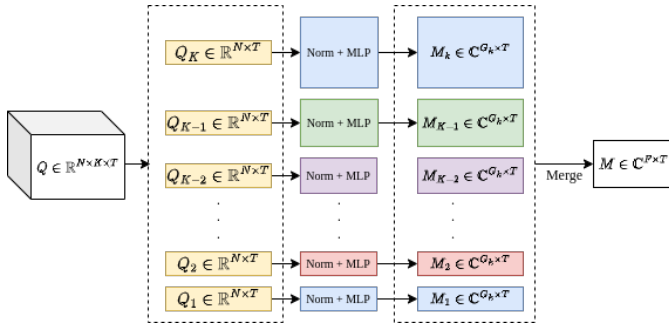 Q_K ∈ ℝ^{N×T} Norm + MLP M_k ∈ ℂ^{G_k×T}
Q_{K−1} ∈ ℝ^{N×T} Norm + MLP M_{K−1} ∈ ℂ^{G_k×T}
Q ∈ ℝ^{N×K×T}
Q_{K−2} ∈ ℝ^{N×T} Norm + MLP M_{K−2} ∈ ℂ^{G_k×T}
Merge
M ∈ ℂ^{F×T}
Q_2 ∈ ℝ^{N×T} Norm + MLP M_2 ∈ ℂ^{G_k×T}
Q_1 ∈ ℝ^{N×T} Norm + MLP M_1 ∈ ℂ^{G_k×T}